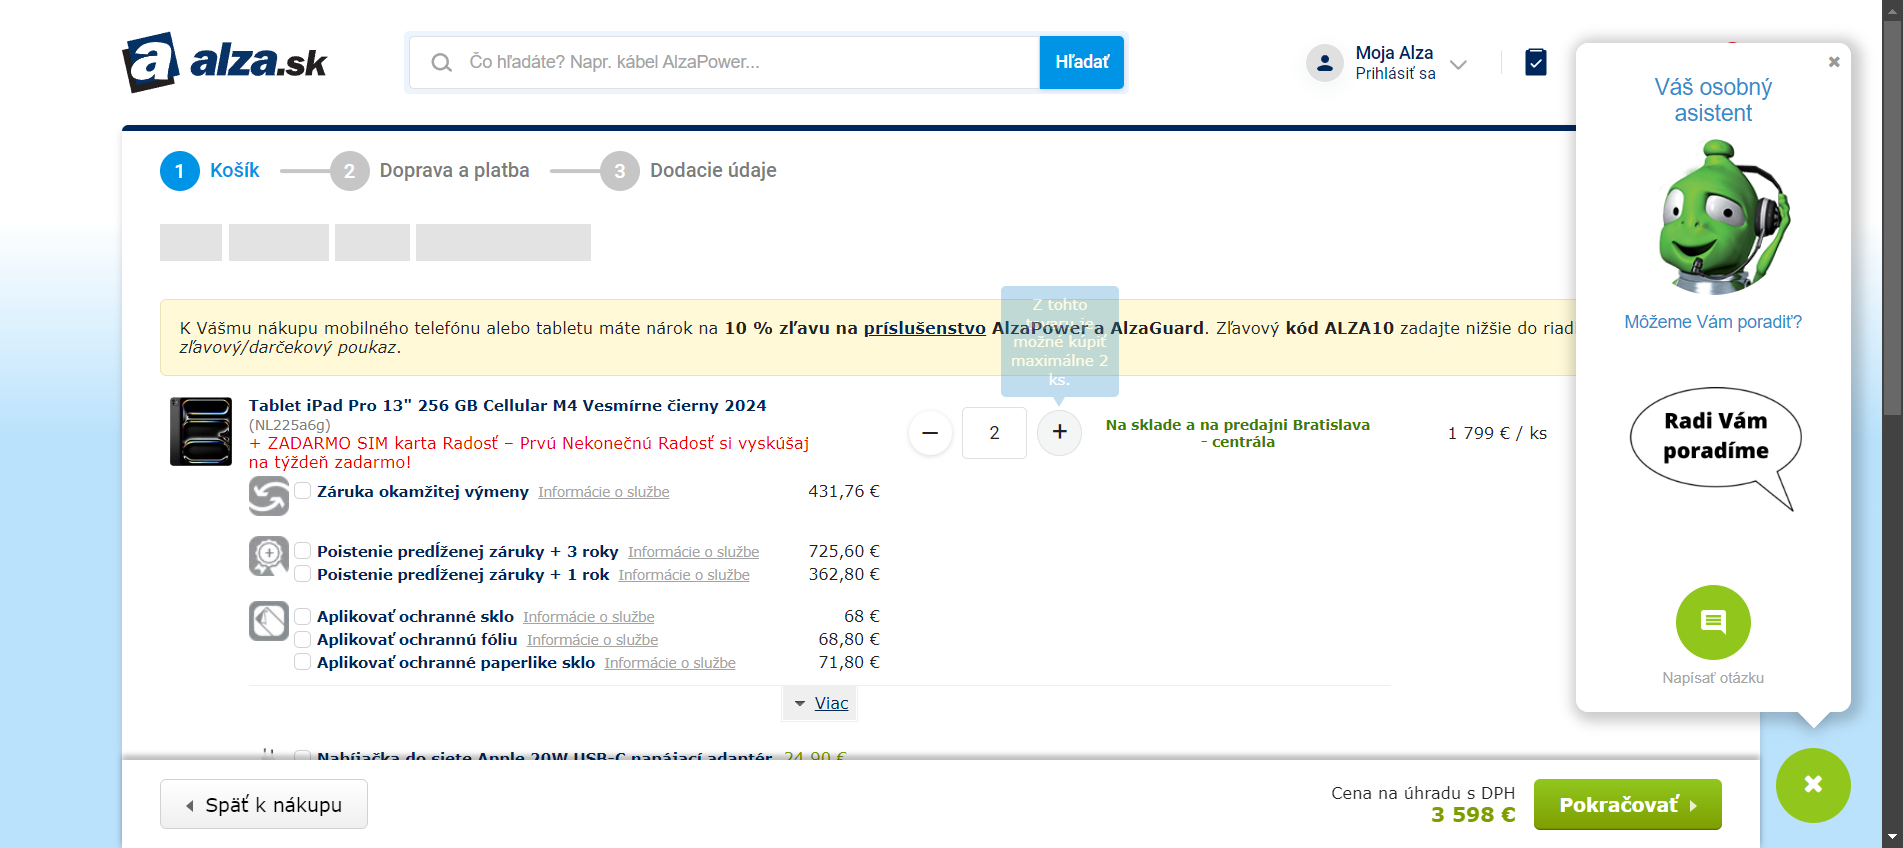 alza.sk
Čo hľadáte? Napr. kábel AlzaPower...
Hľadať
Moja Alza
Prihlásiť sa
1 Košík
2 Doprava a platba
3 Dodacie údaje
Z tohto
tovaru je
možné kúpiť
maximálne 2
ks.
K Vášmu nákupu mobilného telefónu alebo tabletu máte nárok na 10 % zľavu na príslušenstvo AlzaPower a AlzaGuard. Zľavový kód ALZA10 zadajte nižšie do riad
zľavový/darčekový poukaz.
Tablet iPad Pro 13" 256 GB Cellular M4 Vesmírne čierny 2024
(NL225a6g)
+ ZADARMO SIM karta Radosť – Prvú Nekonečnú Radosť si vyskúšaj
na týždeň zadarmo!
2
Na sklade a na predajni Bratislava
- centrála
1 799 € / ks
Záruka okamžitej výmeny Informácie o službe 431,76 €
Poistenie predĺženej záruky + 3 roky Informácie o službe 725,60 €
Poistenie predĺženej záruky + 1 rok Informácie o službe 362,80 €
Aplikovať ochranné sklo Informácie o službe 68 €
Aplikovať ochrannú fóliu Informácie o službe 68,80 €
Aplikovať ochranné paperlike sklo Informácie o službe 71,80 €
Viac
Nabíjačka do siete Apple 20W USB-C napájací adaptér 24,90 €
Späť k nákupu
Cena na úhradu s DPH
3 598 €
Pokračovať
Váš osobný
asistent
Môžeme Vám poradiť?
Radi Vám
poradíme
Napísať otázku